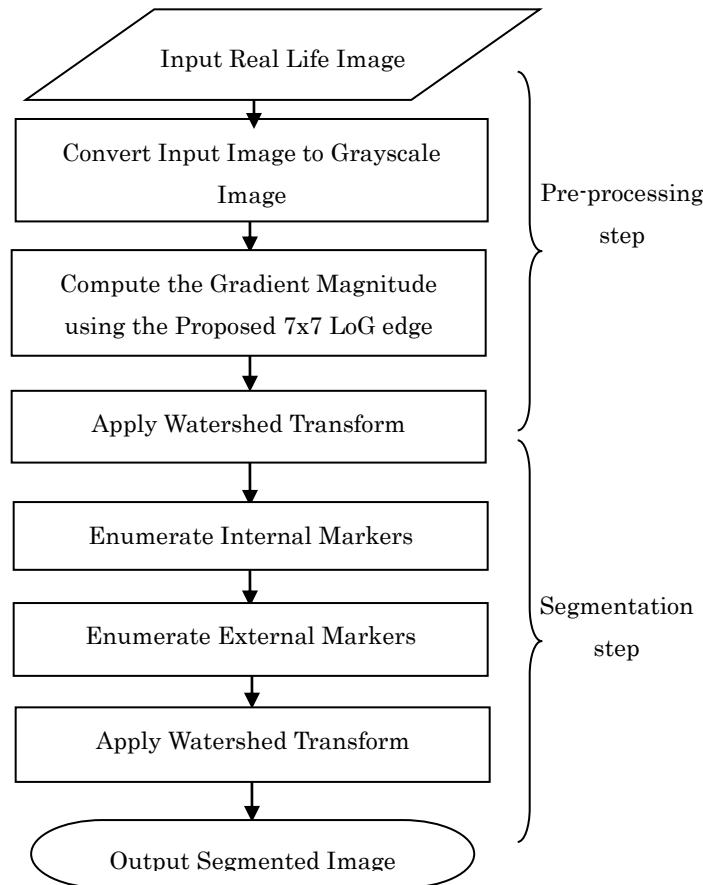 Input Real Life Image
Convert Input Image to Grayscale
Image
Pre-processing
step
Compute the Gradient Magnitude
using the Proposed 7x7 LoG edge
Apply Watershed Transform
Enumerate Internal Markers
Segmentation
step
Enumerate External Markers
Apply Watershed Transform
Output Segmented Image